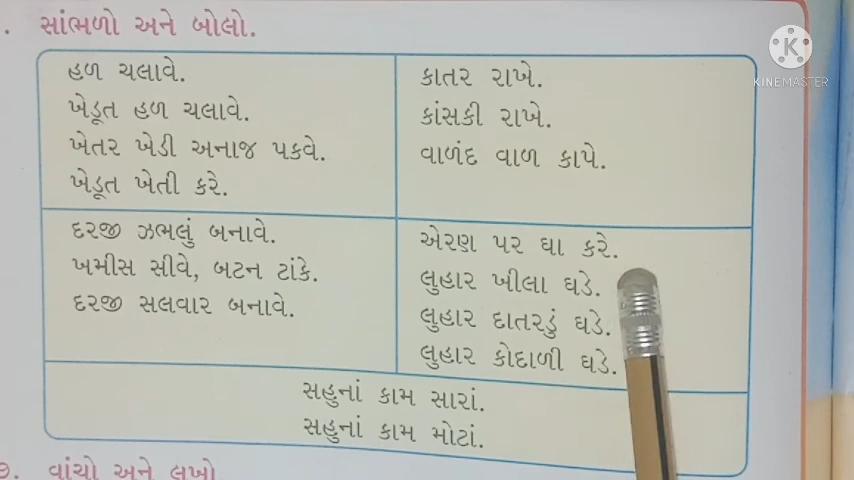 સાંભળો અને બોલો.
હળ ચલાવે.
ખેડૂત હળ ચલાવે.
ખેતર ખેડી અનાજ પકવે.
ખેડૂત ખેતી કરે.
કાતર રાખે.
કાંસકી રાખે.
વાળંદ વાળ કાપે.
દરજી ઝભલું બનાવે.
ખમીસ સીવે, બટન ટાંકે.
દરજી સલવાર બનાવે.
એરણ પર ઘા કરે.
લુહાર ખીલા ઘડે.
લુહાર દાતરડું ઘડે.
લુહાર કોદાળી ઘડે.
સહુનાં કામ સારાં.
સહુનાં કામ મોટાં.
વાંચો અને લખો
K
KINEMASTER